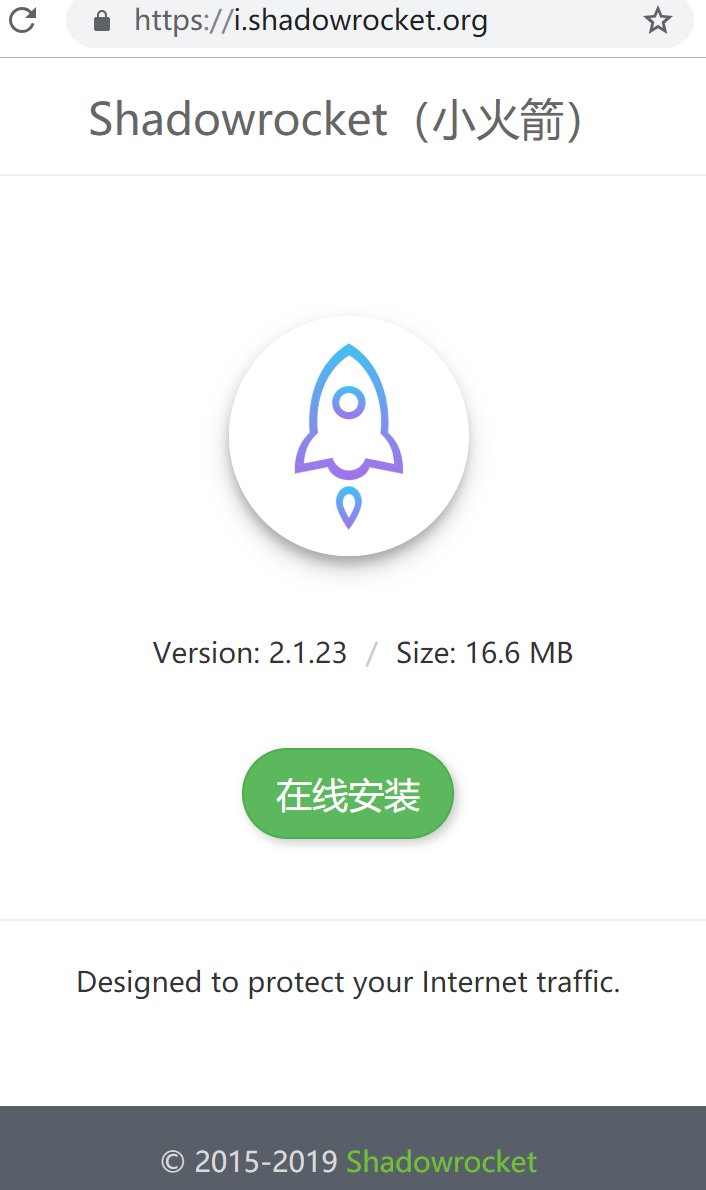 https://i.shadowrocket.org
Shadowrocket（小火箭）
Version: 2.1.23 / Size: 16.6 MB
在线安装
Designed to protect your Internet traffic.
© 2015-2019 Shadowrocket